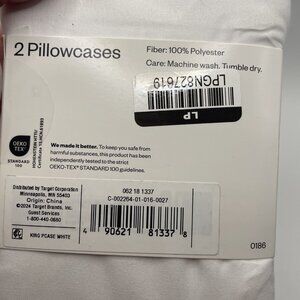 2 Pillowcases
Fiber: 100% Polyester
Care: Machine wash. Tumble dry.
LPGN827619
LP
OEKO
TEX
STANDARD
100
We made it better. To keep you safe from
harmful substances, this product has been
independently tested to the strict
OEKO-TEX® STANDARD 100 guidelines.
Distributed by Target Corporation
Minneapolis, MN 55403
Origin: China
©2024 Target Brands, Inc.
Guest Services
1-800-440-0680
KING PCASE WHITE
062 18 1337
C-002264-01-016-0027
4 90621 81337 8
0186